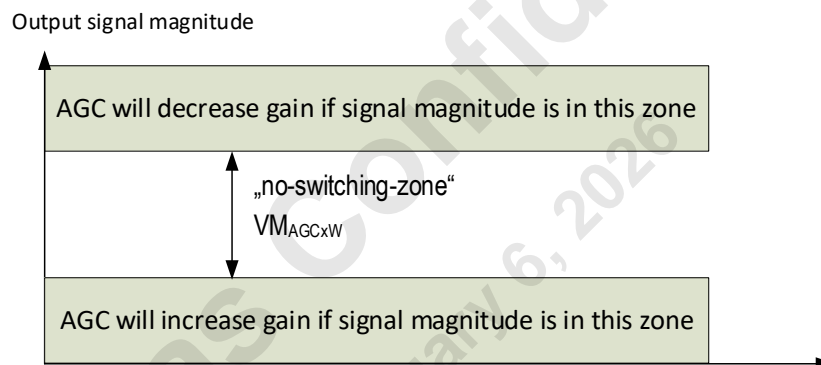 Output signal magnitude
AGC will decrease gain if signal magnitude is in this zone
„no-switching-zone“
VMAGCxW
AGC will increase gain if signal magnitude is in this zone